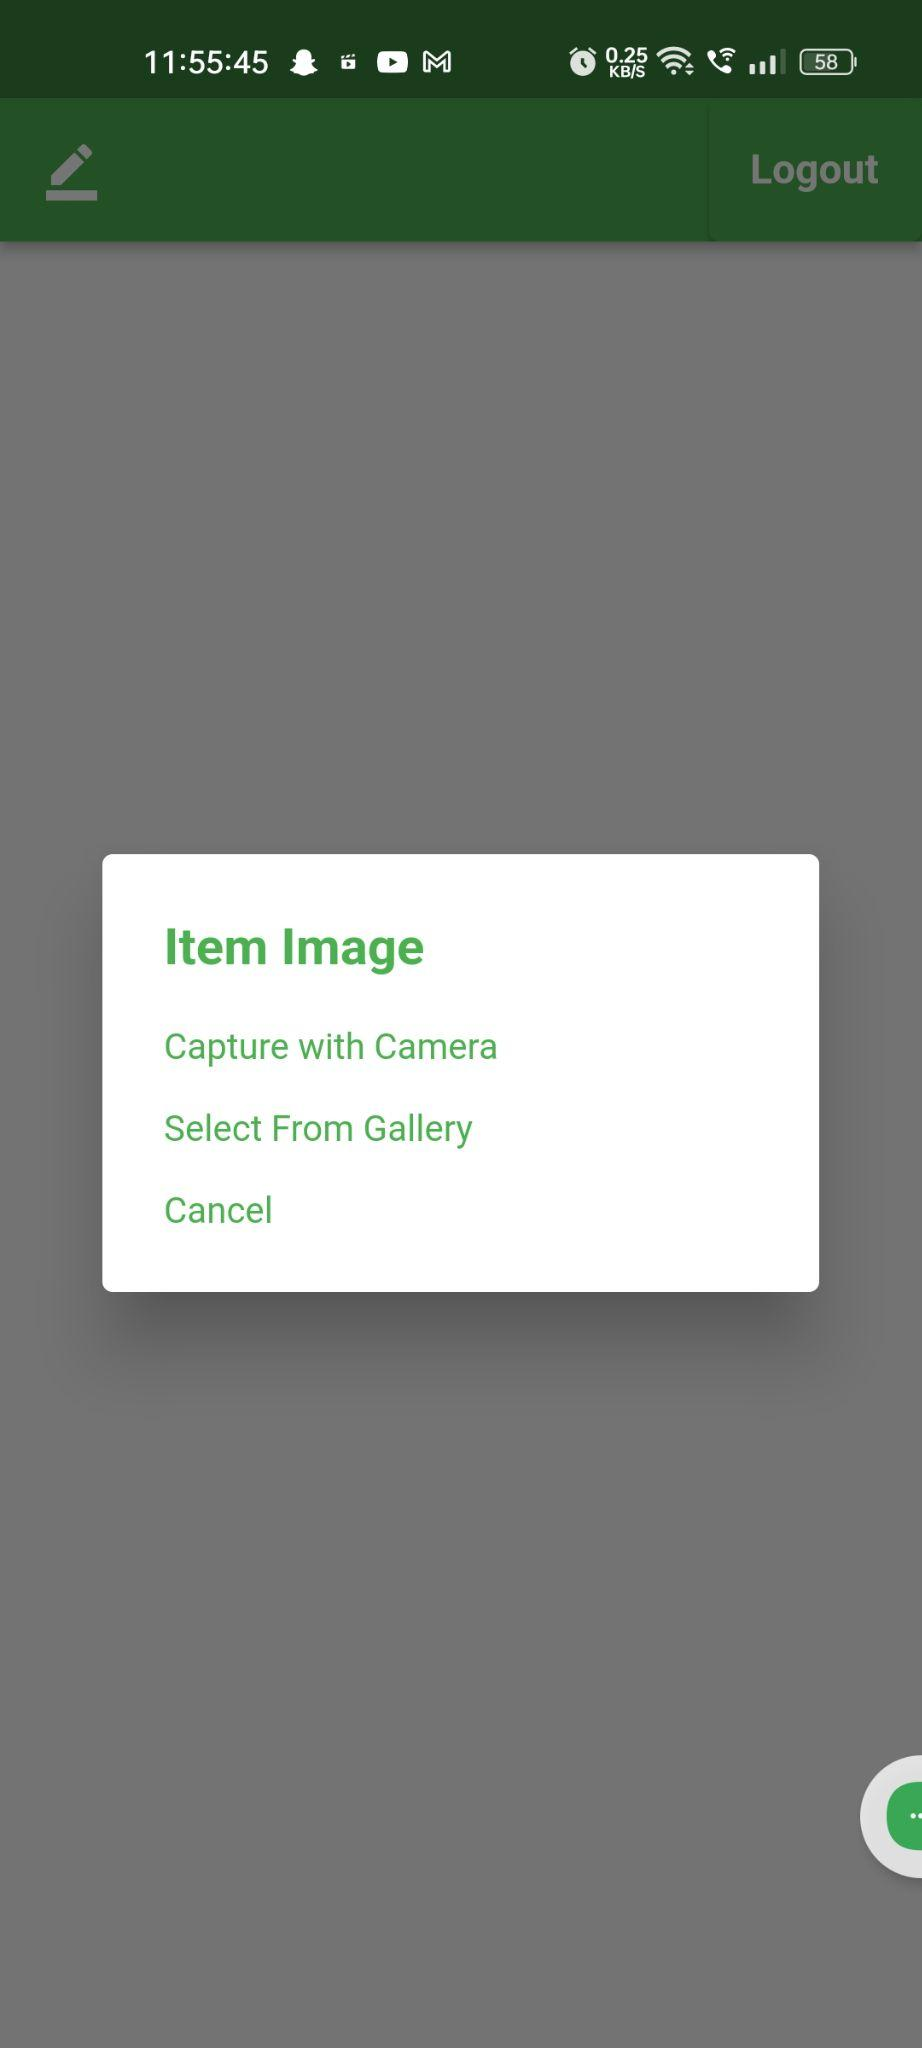 11:55:45
0.25
KB/S
58
Logout
Item Image
Capture with Camera
Select From Gallery
Cancel